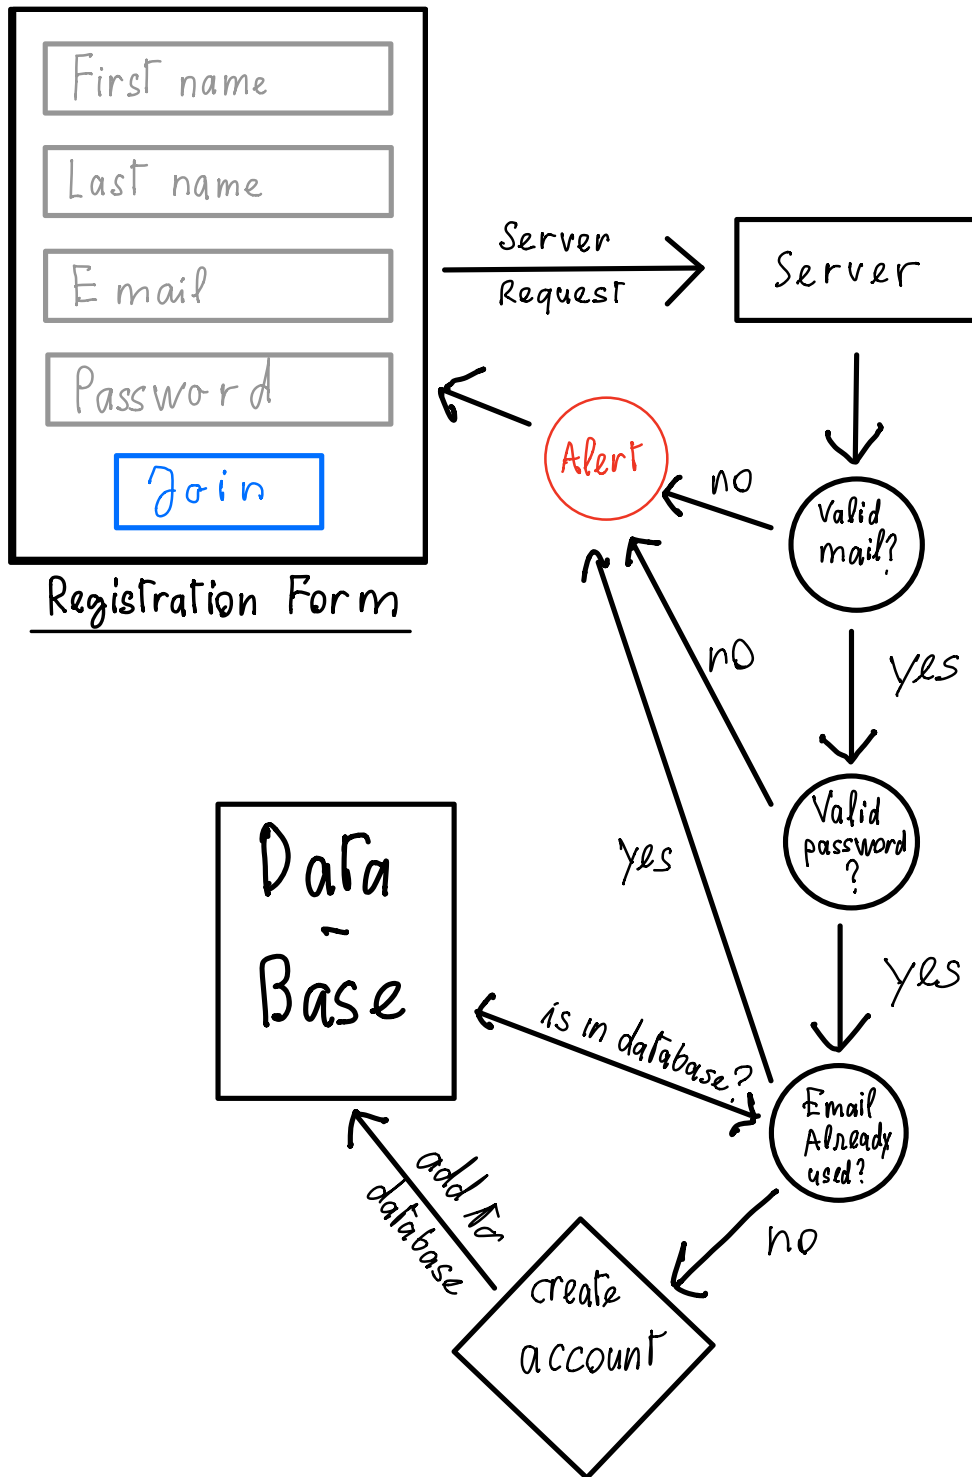 First name
Last name
Email
Password
Join
Registration Form
Server
Request
Server
Alert
no
Valid
mail?
yes
no
Valid
password
?
yes
yes
Data
-
Base
is in database?
Email
Already
used?
no
add to
database
create
account